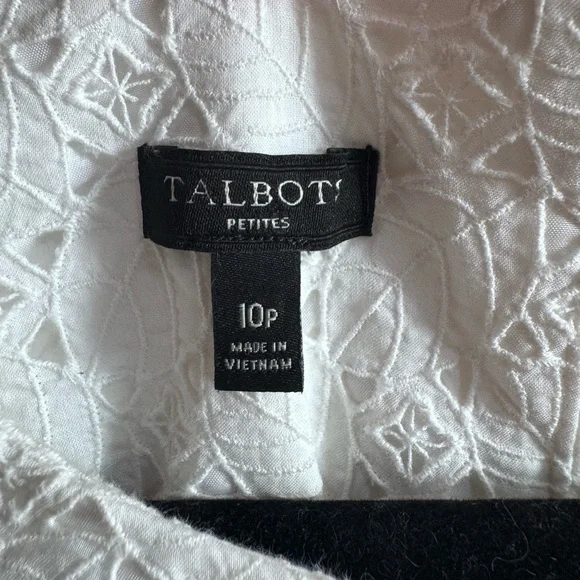 TALBOTS
PETITES
10P
MADE IN
VIETNAM